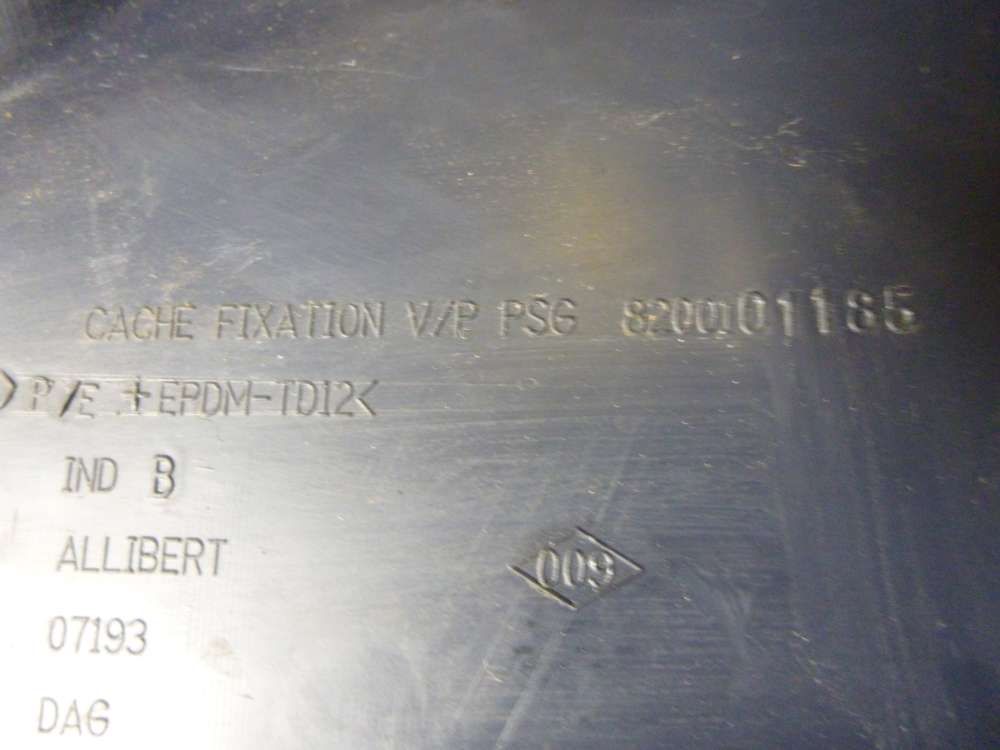 CACHE FIXATION V/P PSG 8200101185
>P/E + EPDM-TD12<
IND B
ALLIBERT
009
07193
DAG